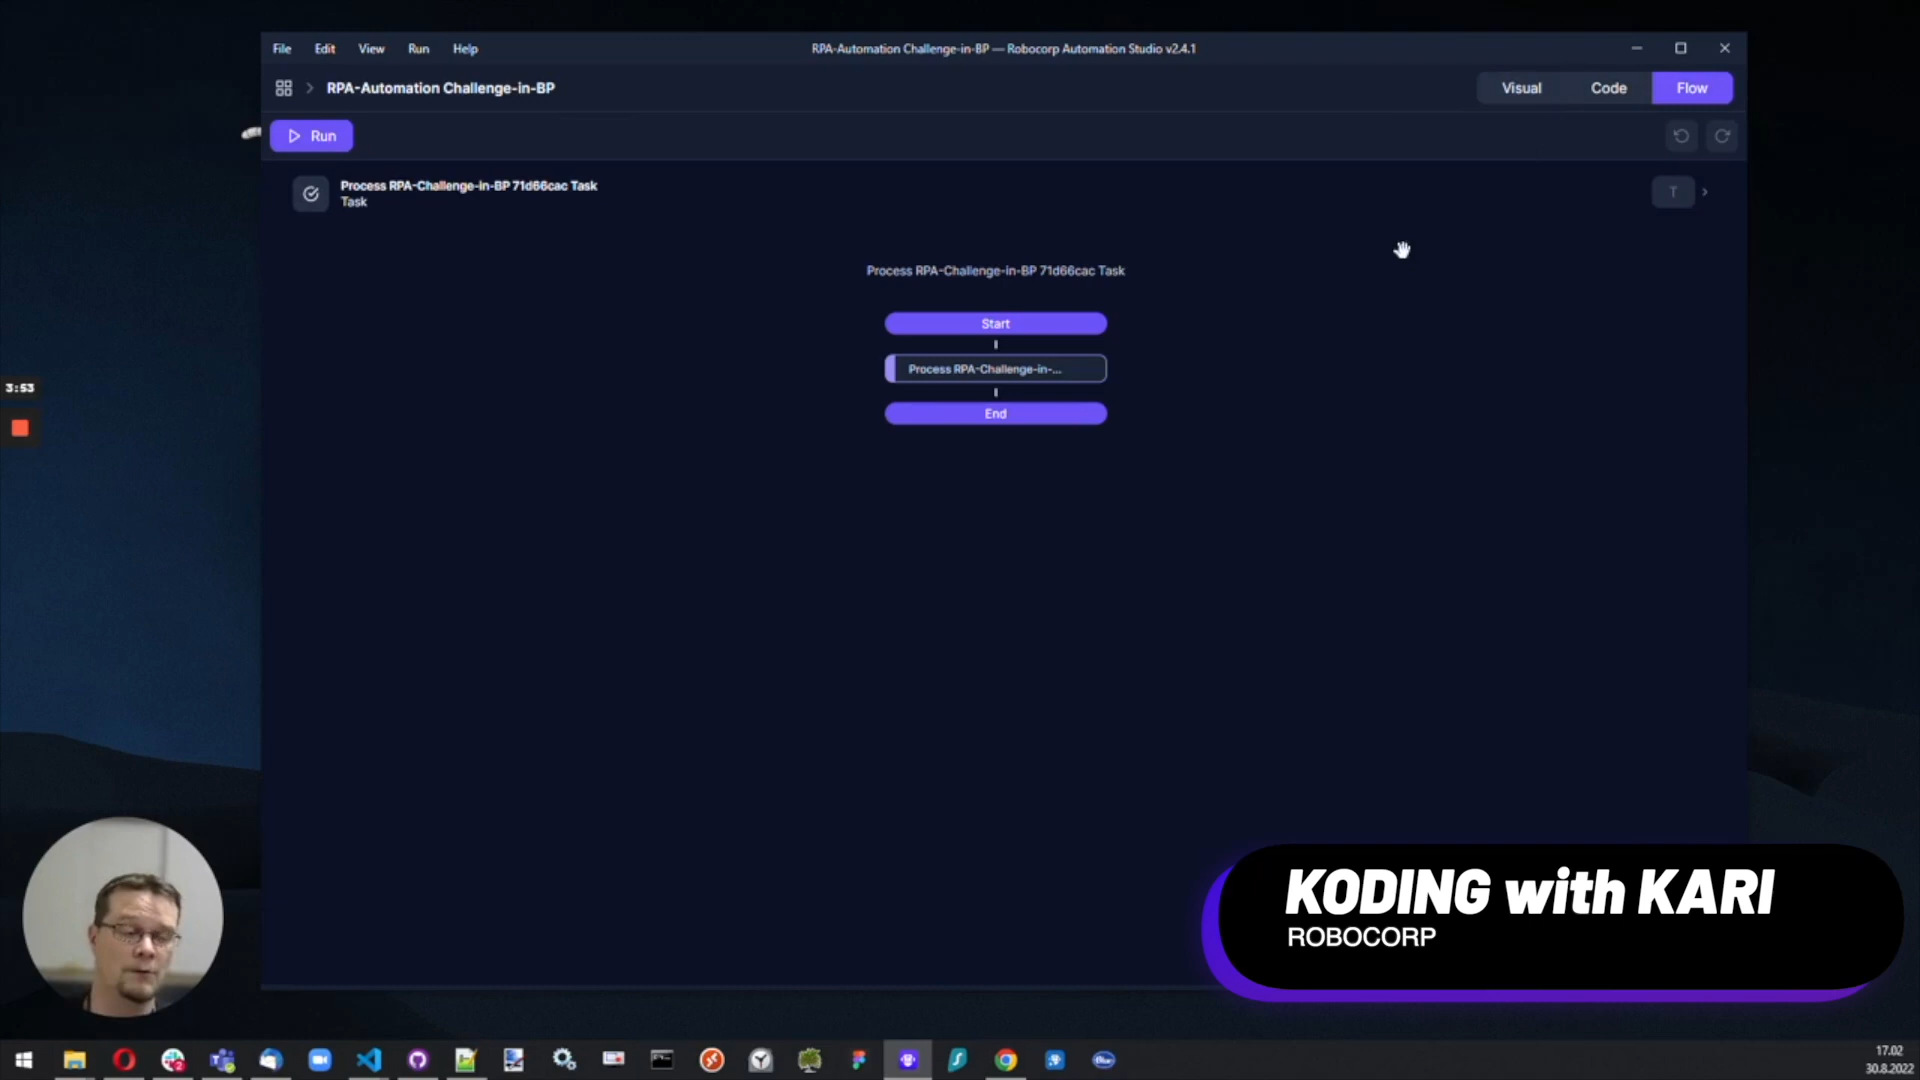 File Edit View Run Help
RPA-Automation Challenge-in-BP — Robocorp Automation Studio v2.4.1
RPA-Automation Challenge-in-BP
Visual Code Flow
Run
Process RPA-Challenge-in-BP 71d66cac Task
Task
T
Process RPA-Challenge-in-BP 71d66cac Task
Start
Process RPA-Challenge-in-...
End
3:53
KODING with KARI
ROBOCORP
2
Blue
17.02
30.8.2022